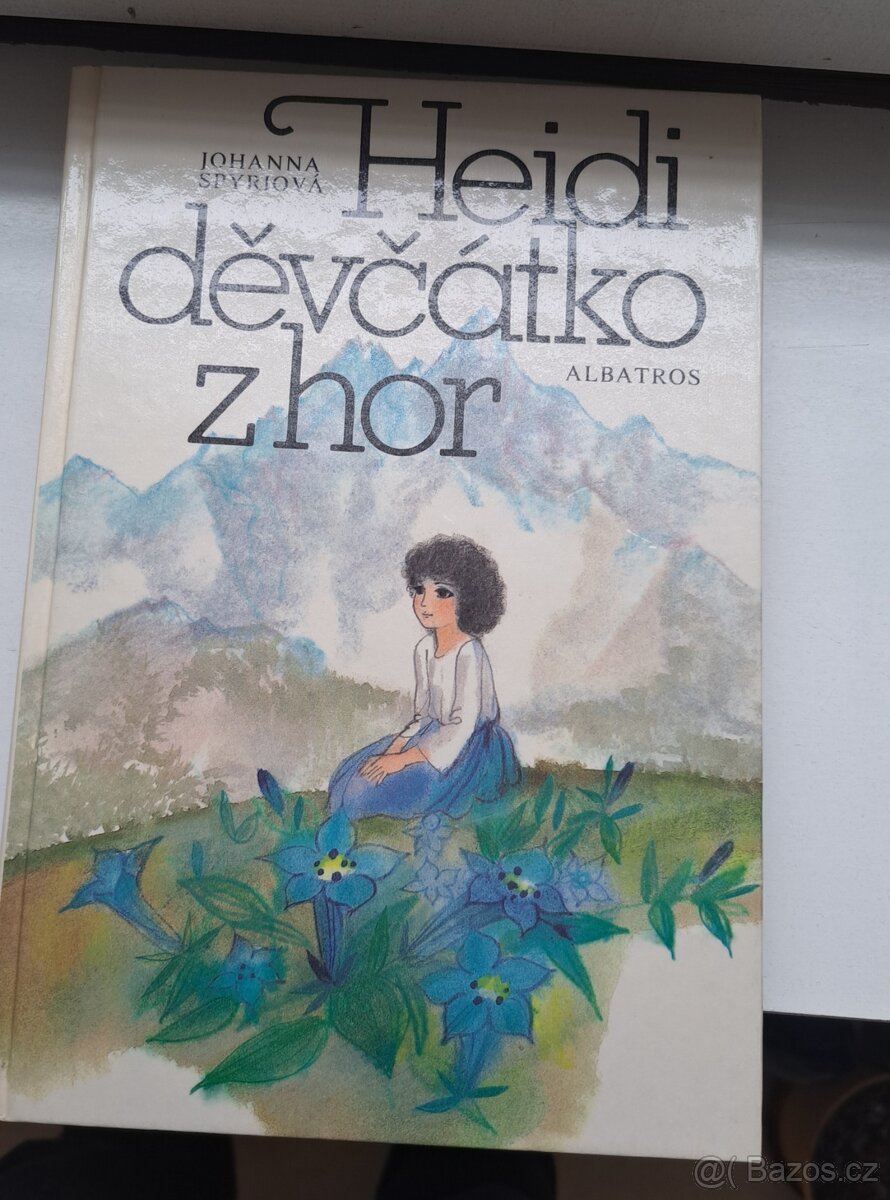 JOHANNA
SPYRIOVÁ
Heidi
děvčátko
z hor
ALBATROS
@( Bazos.cz